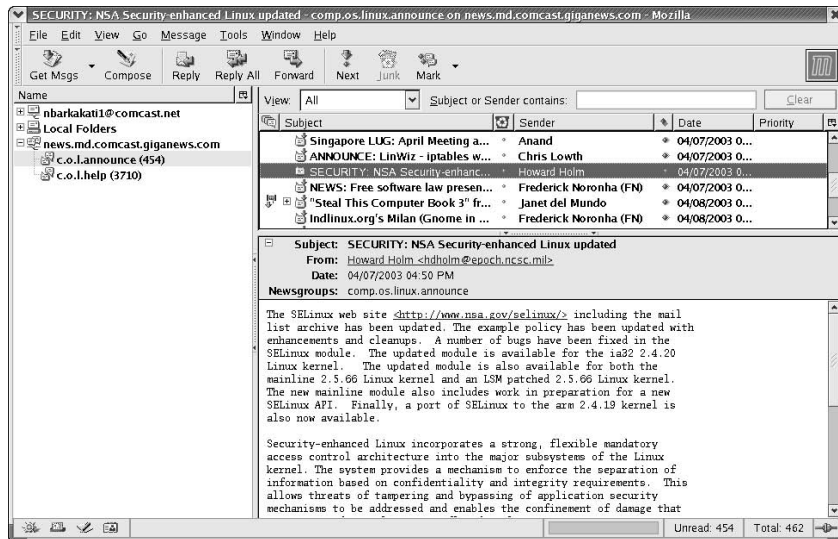 SECURITY: NSA Security-enhanced Linux updated - comp.os.linux.announce on news.md.comcast.giganews.com - Mozilla
File Edit View Go Message Tools Window Help
Get Msgs Compose Reply Reply All Forward Next Junk Mark
Name
nbarkakati1@comcast.net
Local Folders
news.md.comcast.giganews.com
c.o.l.announce (454)
c.o.l.help (3710)
View: All Subject or Sender contains: Clear
Subject Sender Date Priority
Singapore LUG: April Meeting a... Anand 04/07/2003 0...
ANNOUNCE: LinWiz - iptables w... Chris Lowth 04/07/2003 0...
SECURITY: NSA Security-enhanc... Howard Holm 04/07/2003 0...
NEWS: Free software law presen... Frederick Noronha (FN) 04/07/2003 0...
"Steal This Computer Book 3" fr... Janet del Mundo 04/08/2003 0...
Indlinux.org's Milan (Gnome in ... Frederick Noronha (FN) 04/08/2003 0...
Subject: SECURITY: NSA Security-enhanced Linux updated
From: Howard Holm <hdholm@epoch.ncsc.mil>
Date: 04/07/2003 04:50 PM
Newsgroups: comp.os.linux.announce
The SELinux web site <http://www.nsa.gov/selinux/> including the mail
list archive has been updated. The example policy has been updated with
enhancements and cleanups. A number of bugs have been fixed in the
SELinux module. The updated module is available for the ia32 2.4.20
Linux kernel. The updated module is also available for both the
mainline 2.5.66 Linux kernel and an LSM patched 2.5.66 Linux kernel.
The new mainline module also includes work in preparation for a new
SELinux API. Finally, a port of SELinux to the arm 2.4.19 kernel is
also now available.
Security-enhanced Linux incorporates a strong, flexible mandatory
access control architecture into the major subsystems of the Linux
kernel. The system provides a mechanism to enforce the separation of
information based on confidentiality and integrity requirements. This
allows threats of tampering and bypassing of application security
mechanisms to be addressed and enables the confinement of damage that
Unread: 454 Total: 462